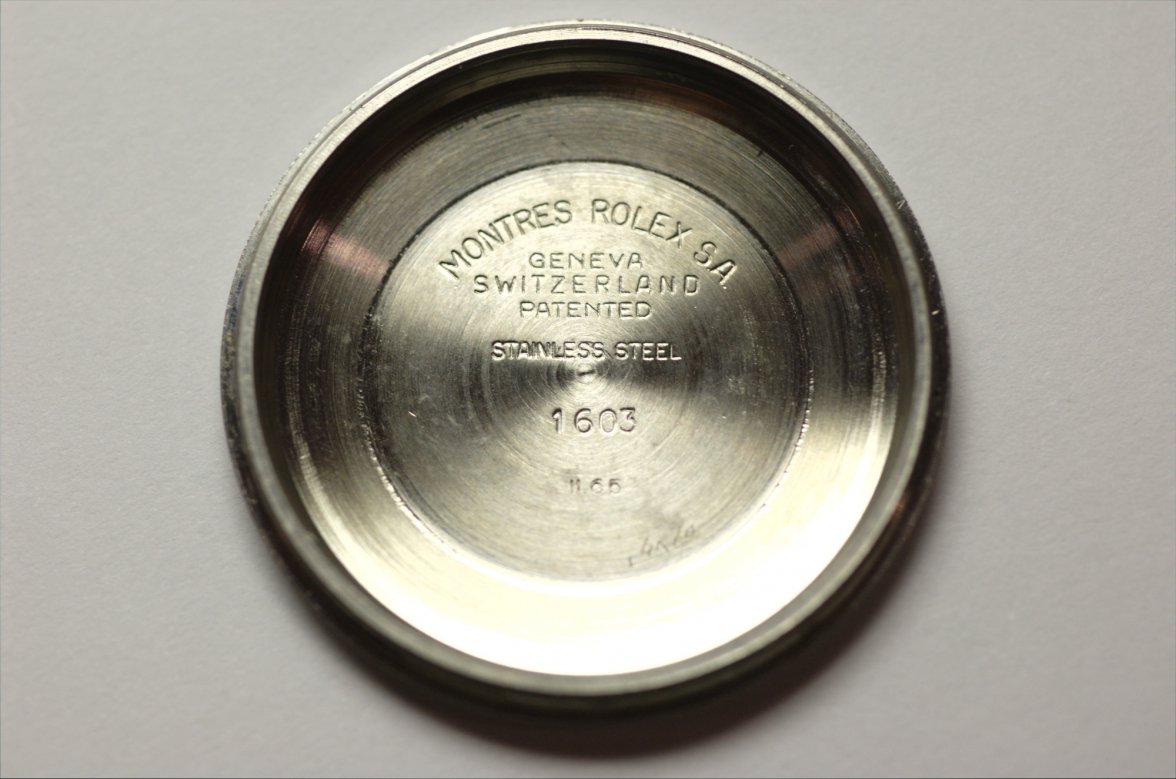 MONTRES ROLEX S.A.
GENEVA
SWITZERLAND
PATENTED
STAINLESS STEEL
1603
II.65